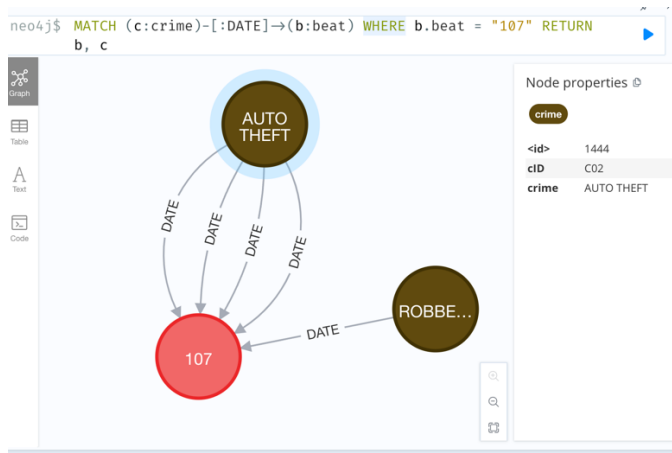 neo4j$ MATCH (c:crime)-[:DATE]→(b:beat) WHERE b.beat = "107" RETURN
b, c
Graph
Table
Text
Code
AUTO
THEFT
DATE
DATE
DATE
DATE
ROBBE...
DATE
107
Node properties
crime
<id> 1444
cID C02
crime AUTO THEFT